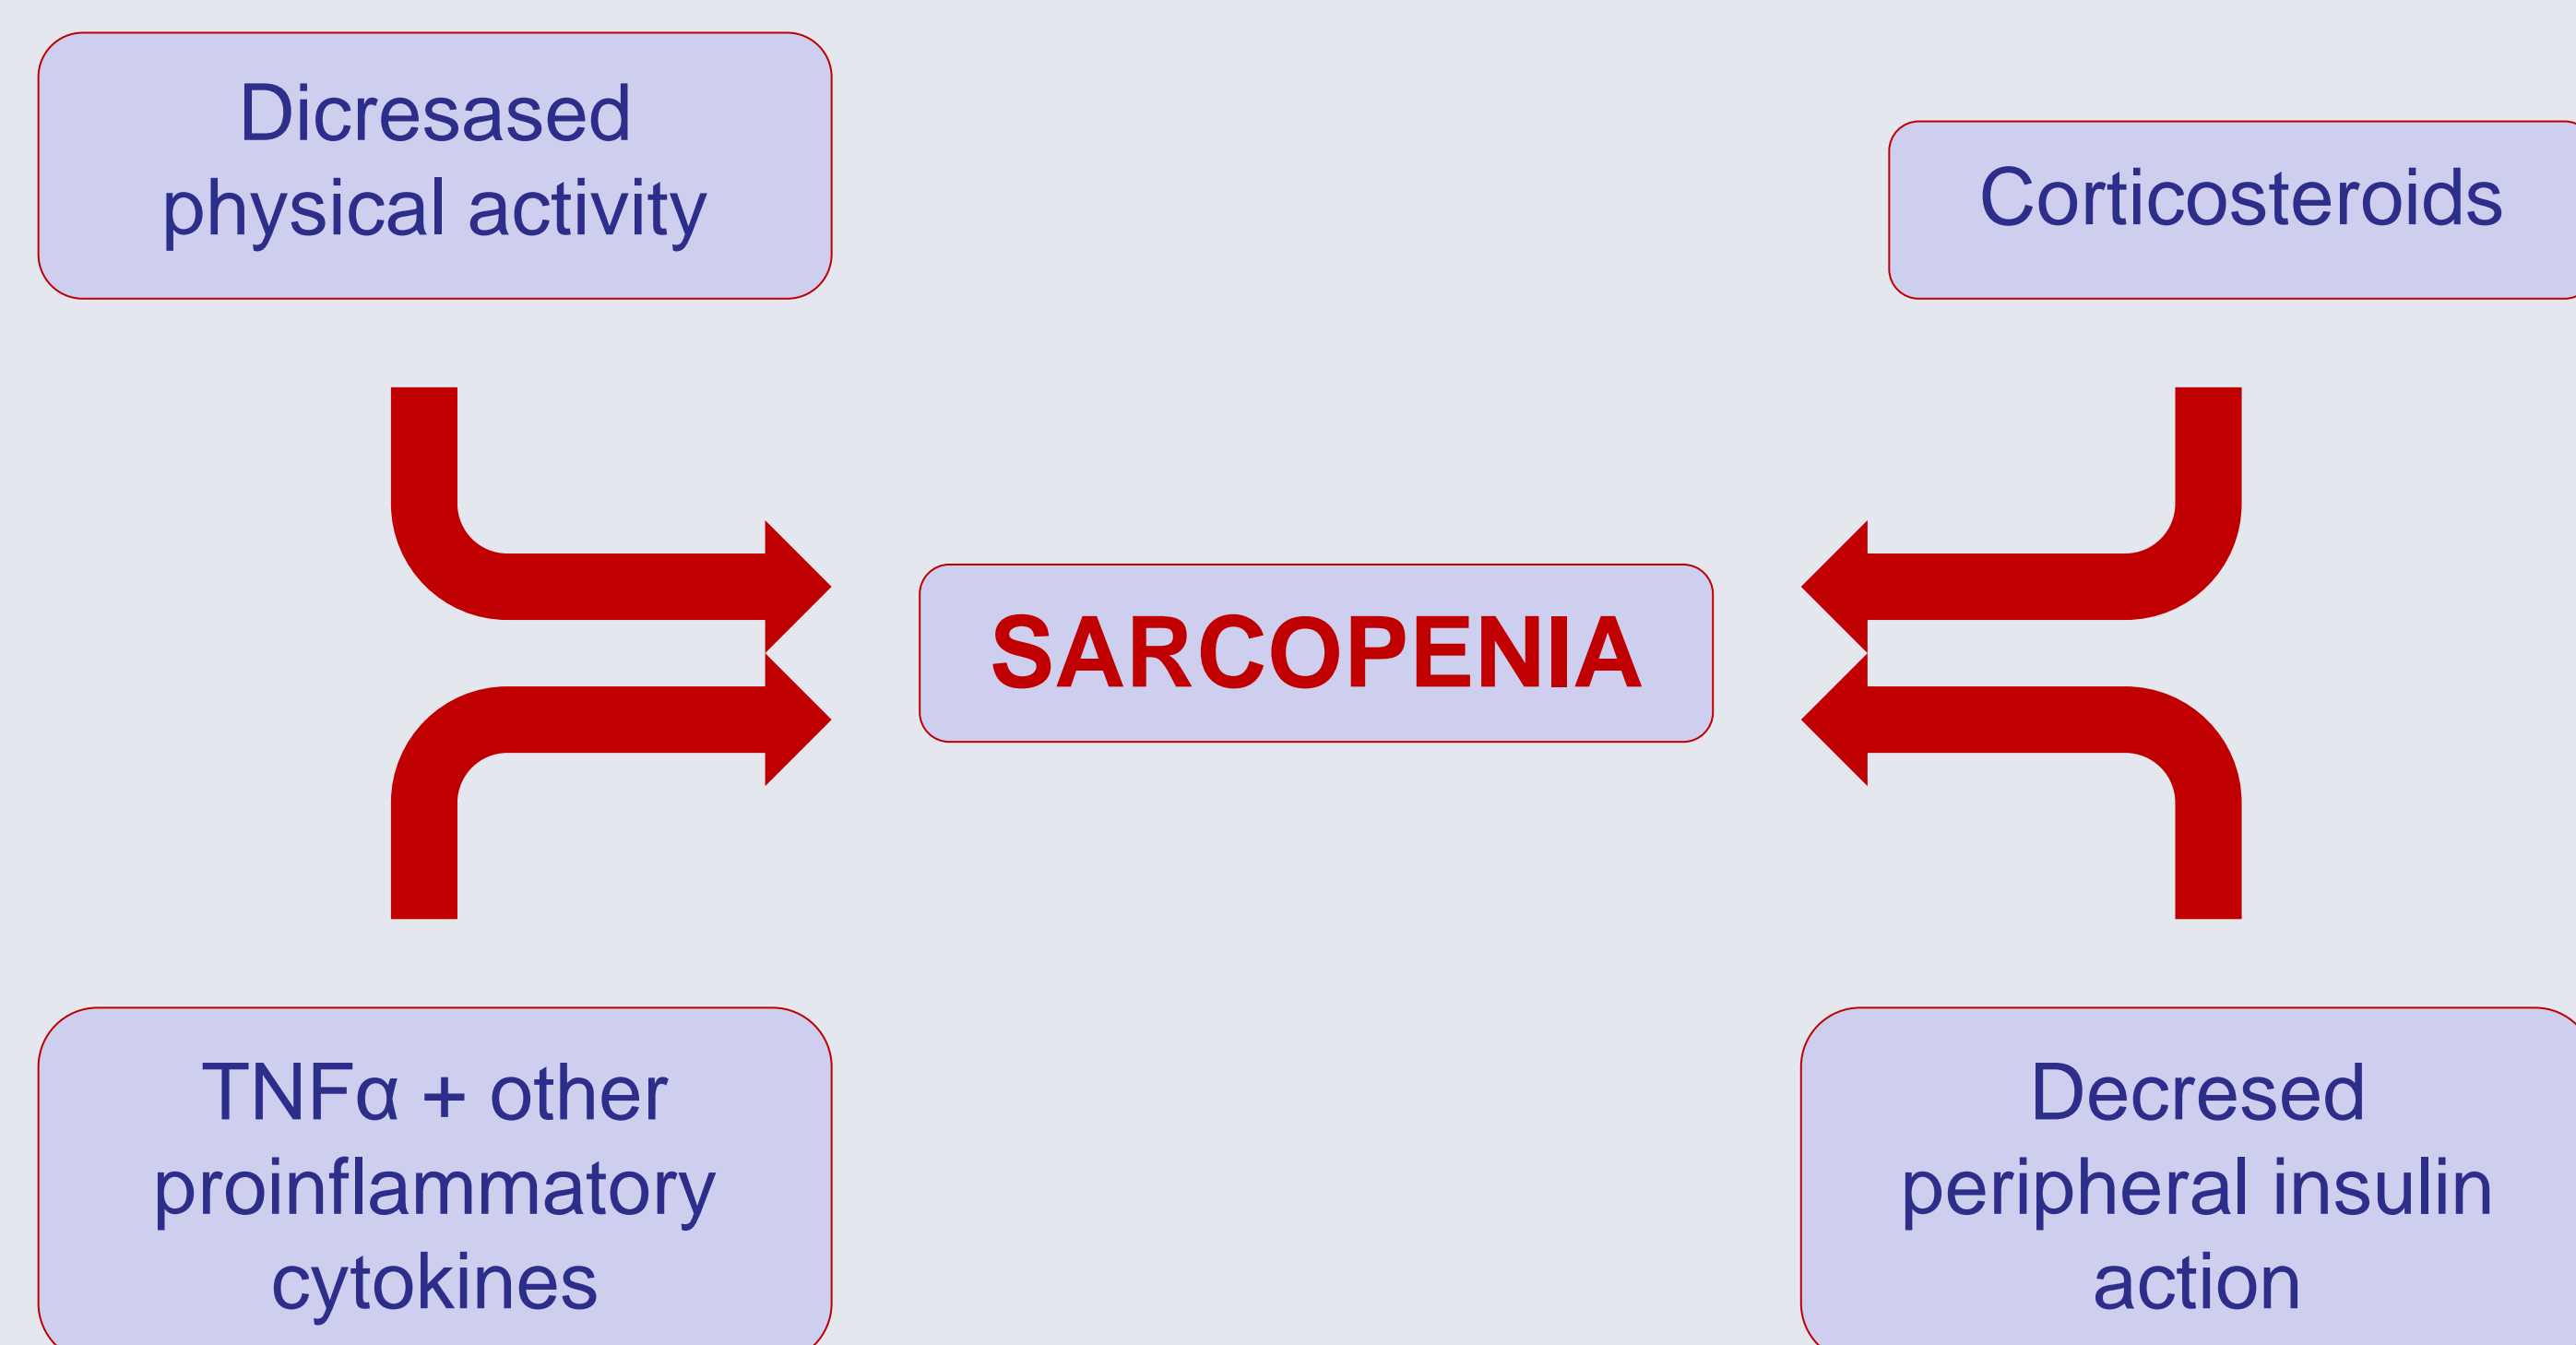 Dicresased
physical activity
Corticosteroids
SARCOPENIA
TNFα + other
proinflammatory
cytokines
Decresed
peripheral insulin
action